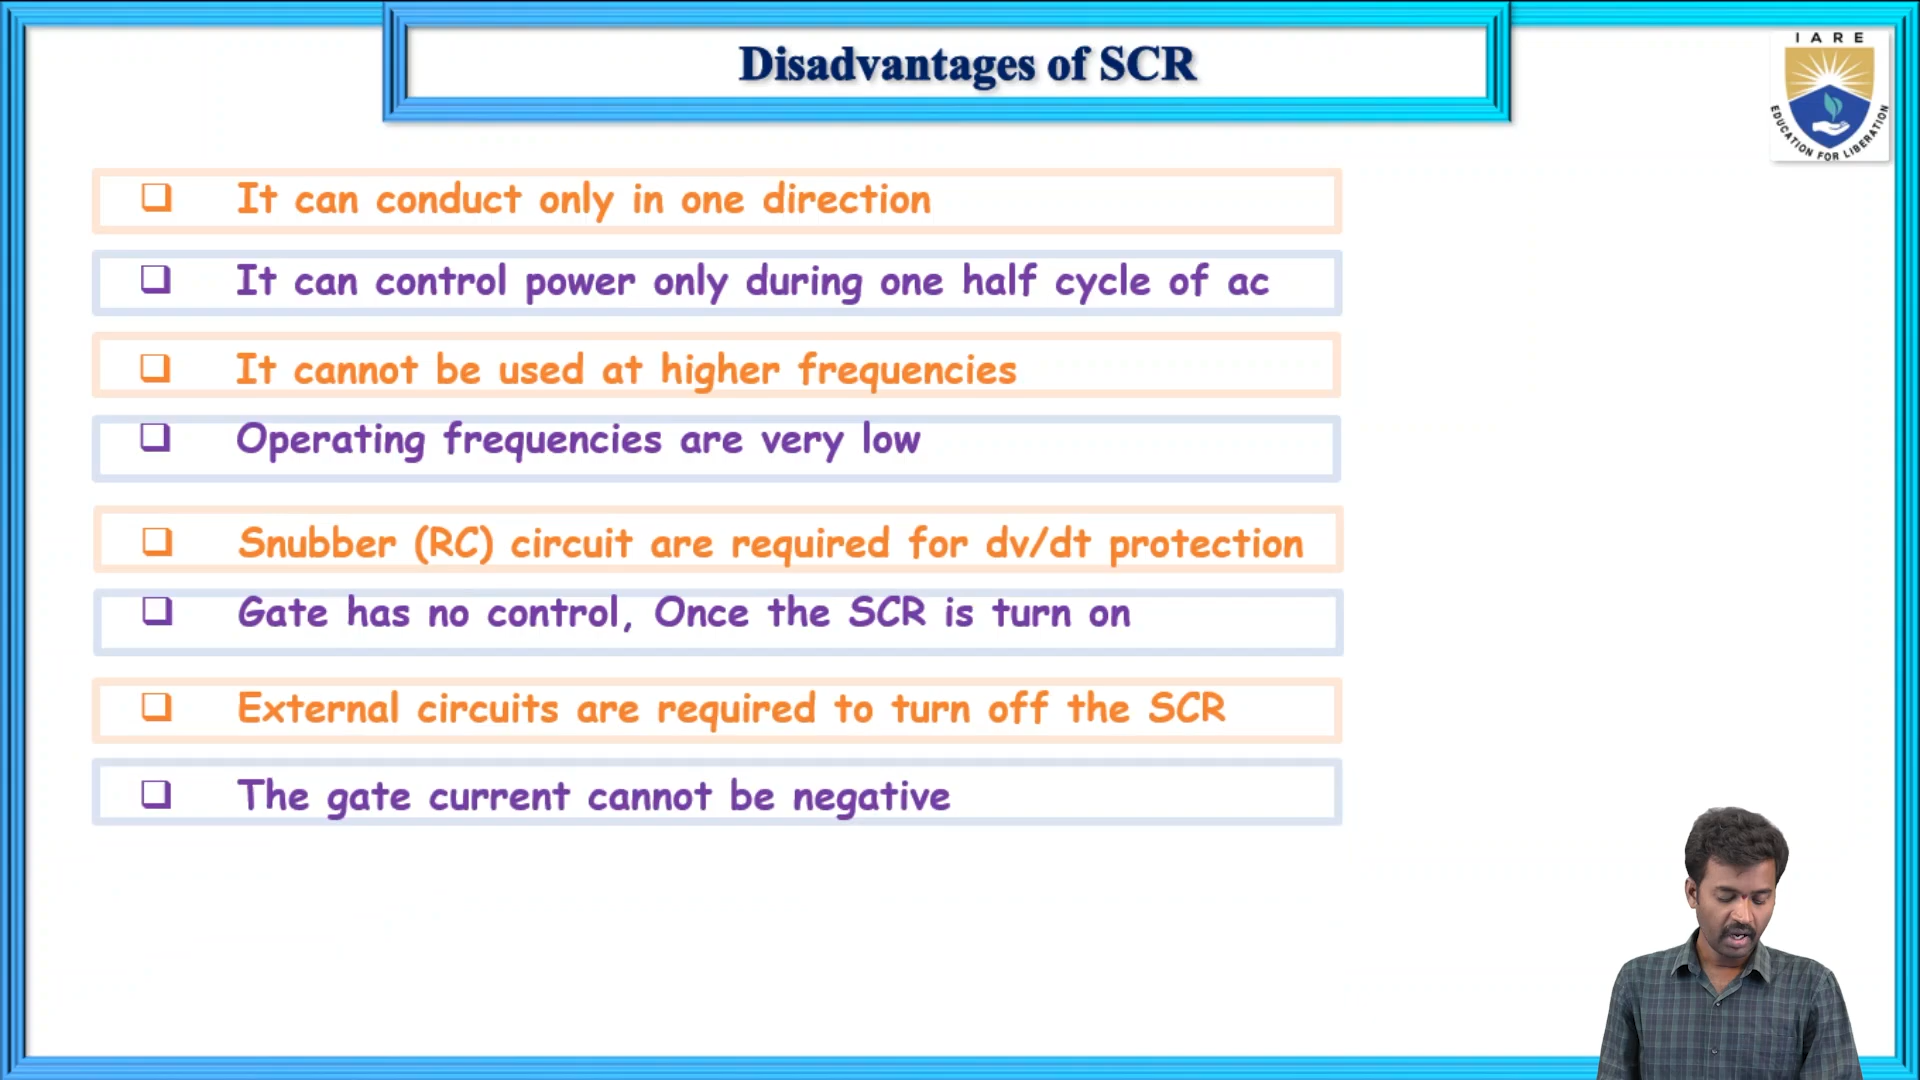 Disadvantages of SCR
IARE
EDUCATION FOR LIBERATION
It can conduct only in one direction
It can control power only during one half cycle of ac
It cannot be used at higher frequencies
Operating frequencies are very low
Snubber (RC) circuit are required for dv/dt protection
Gate has no control, Once the SCR is turn on
External circuits are required to turn off the SCR
The gate current cannot be negative